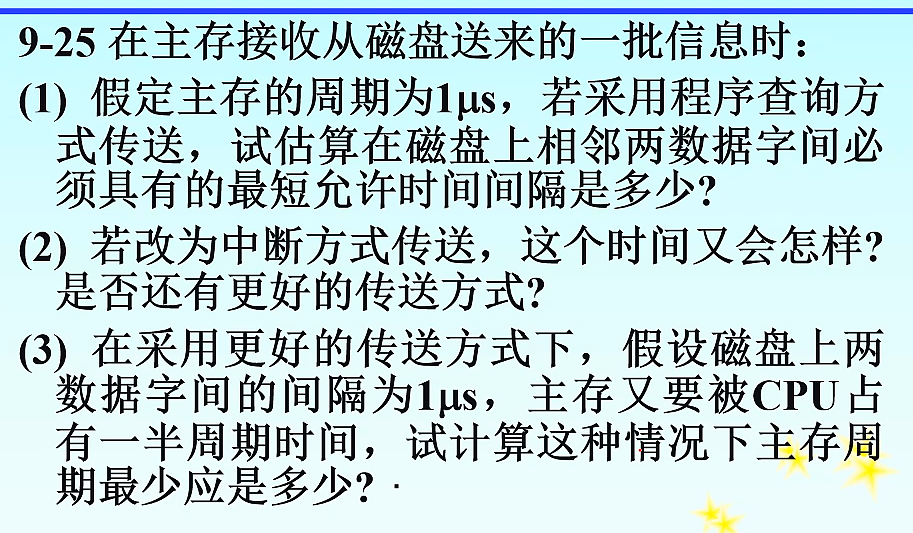 9-25 在主存接收从磁盘送来的一批信息时：
(1) 假定主存的周期为1μs，若采用程序查询方
式传送，试估算在磁盘上相邻两数据字间必
须具有的最短允许时间间隔是多少?
(2) 若改为中断方式传送，这个时间又会怎样?
是否还有更好的传送方式?
(3) 在采用更好的传送方式下，假设磁盘上两
数据字间的间隔为1μs，主存又要被CPU占
有一半周期时间，试计算这种情况下主存周
期最少应是多少?